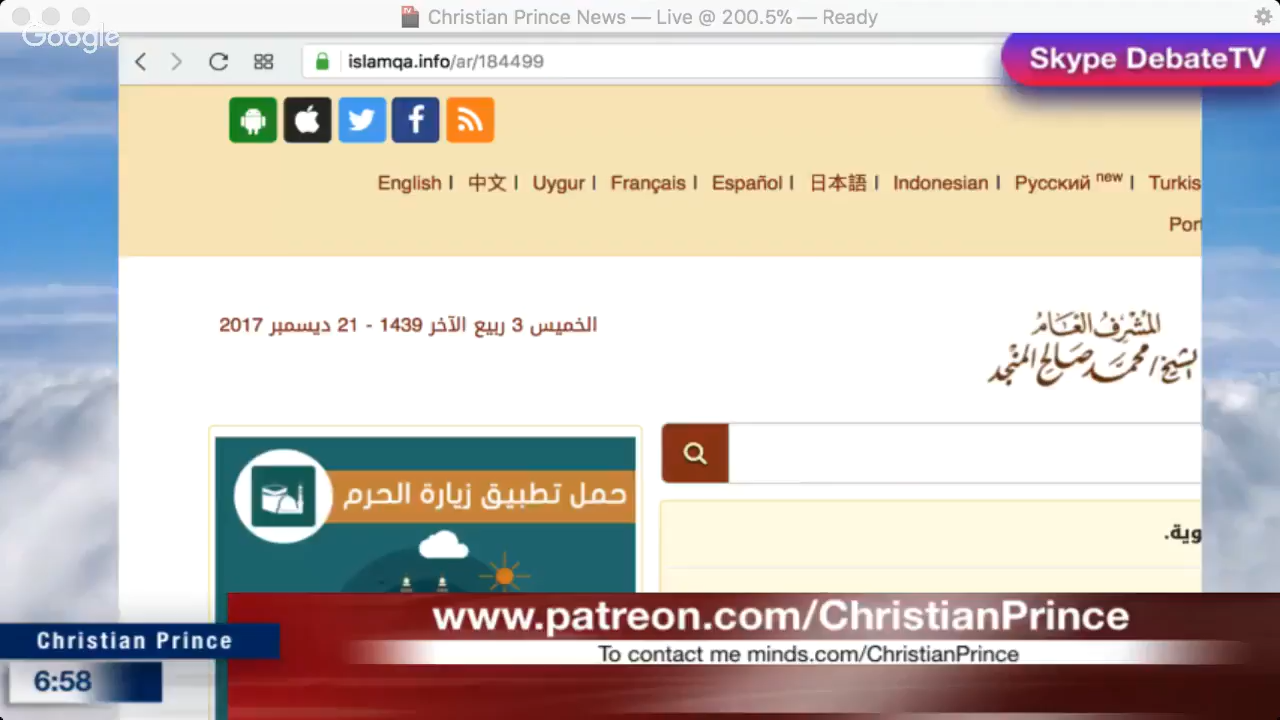 Christian Prince News — Live @ 200.5% — Ready
Google
Skype DebateTV
islamqa.info/ar/184499
English | 中文 | Uygur | Français | Español | 日本語 | Indonesian | Русский new | Turkis
Por
الخميس 3 ربيع الآخر 1439 - 21 ديسمبر 2017
المشرف العام
الشيخ/ محمد صالح المنجد
حمل تطبيق زيارة الحرم
وية.
www.patreon.com/ChristianPrince
Christian Prince
To contact me minds.com/ChristianPrince
6:58